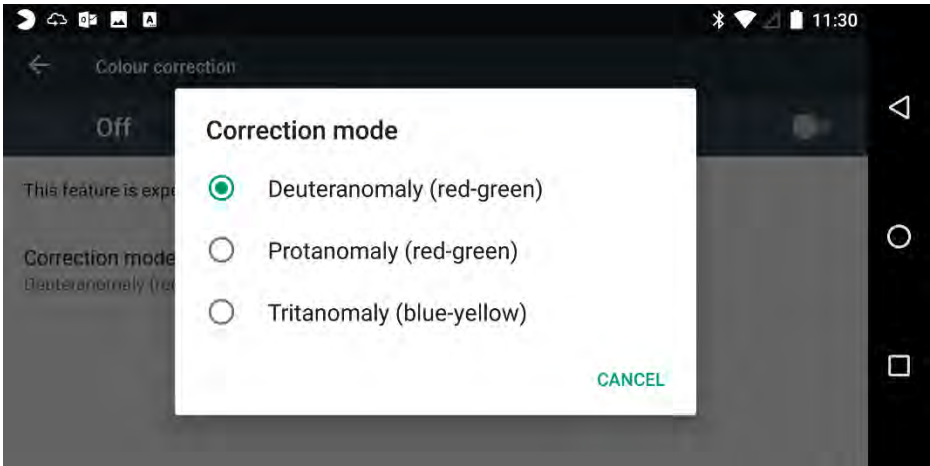 11:30
Colour correction
Off
Correction mode
Deuteranomaly (red-green)
Protanomaly (red-green)
Tritanomaly (blue-yellow)
CANCEL
This feature is
Correction mode
Deuteranomaly